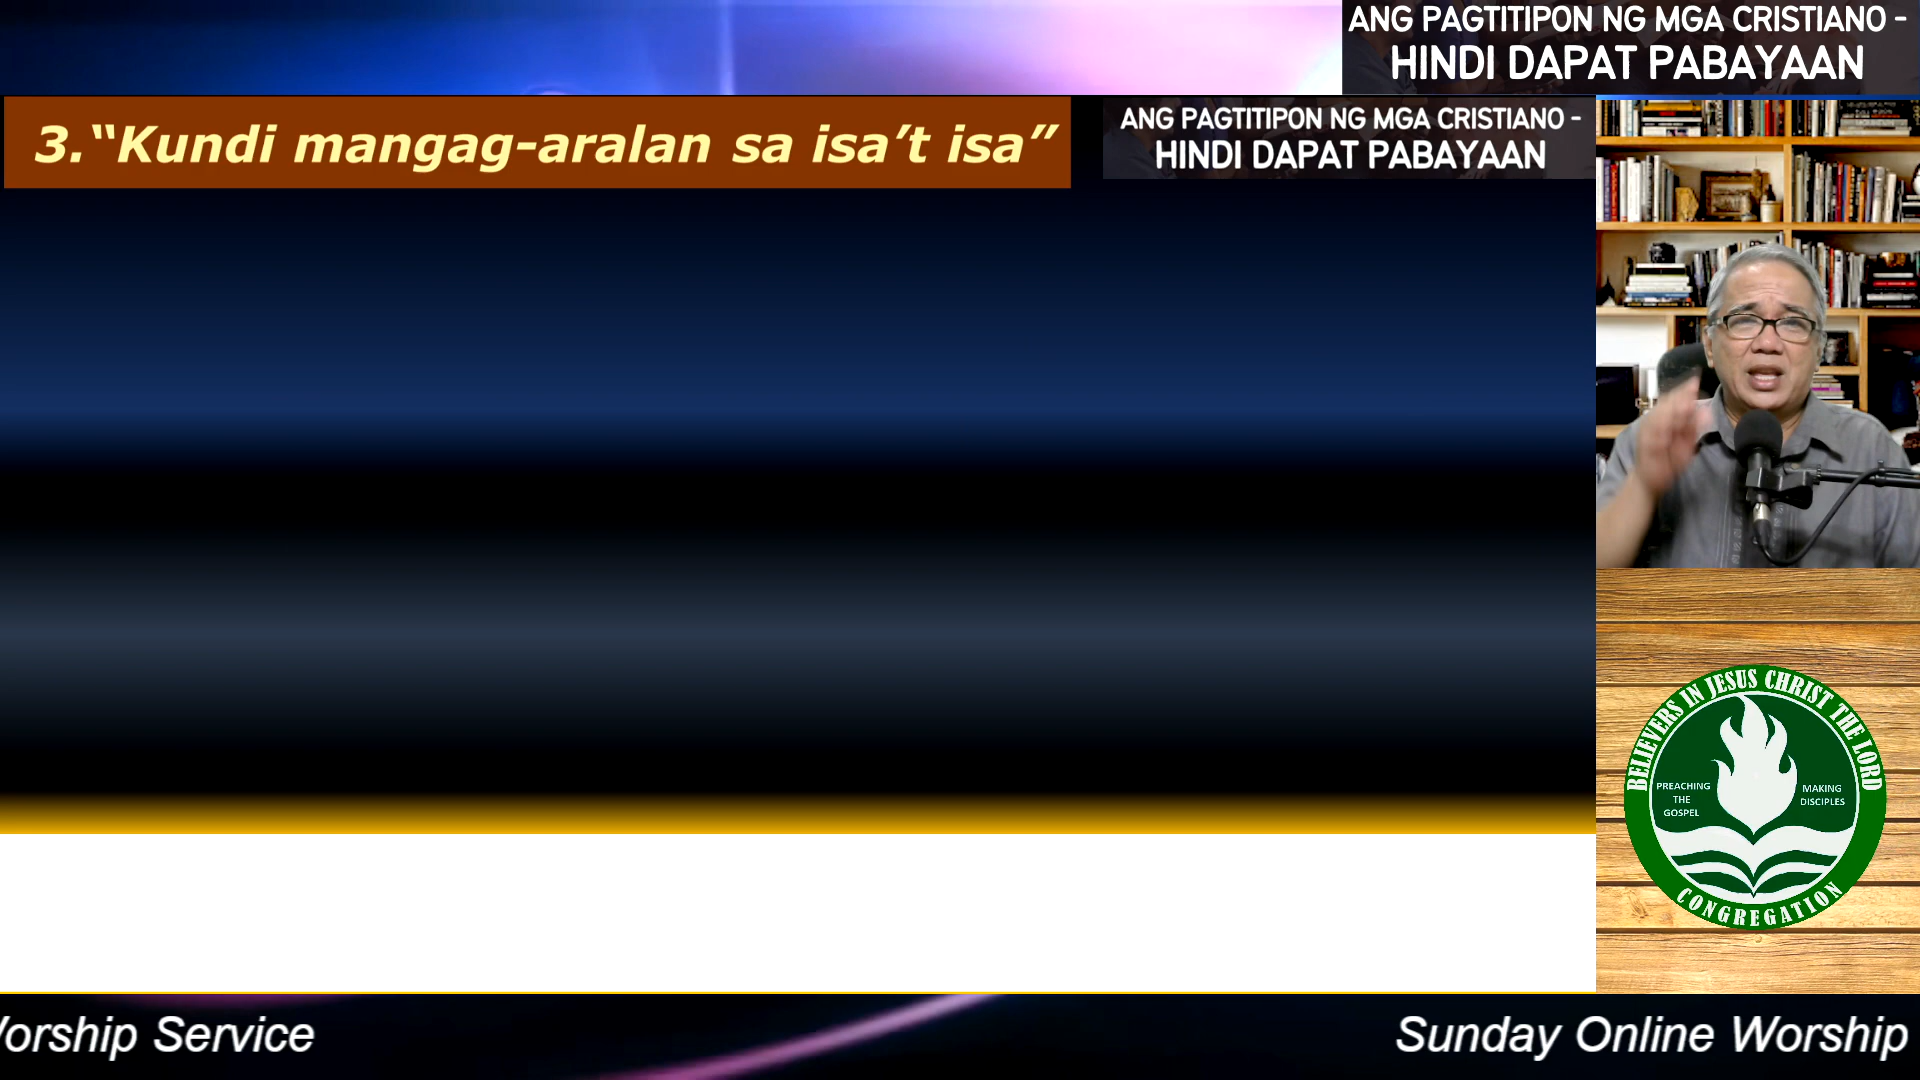 ANG PAGTITIPON NG MGA CRISTIANO -
HINDI DAPAT PABAYAAN
3.“Kundi mangag-aralan sa isa’t isa”
ANG PAGTITIPON NG MGA CRISTIANO -
HINDI DAPAT PABAYAAN
BELIEVERS IN JESUS CHRIST THE LORD
PREACHING
THE
GOSPEL
MAKING
DISCIPLES
CONGREGATION
orship Service
Sunday Online Worship